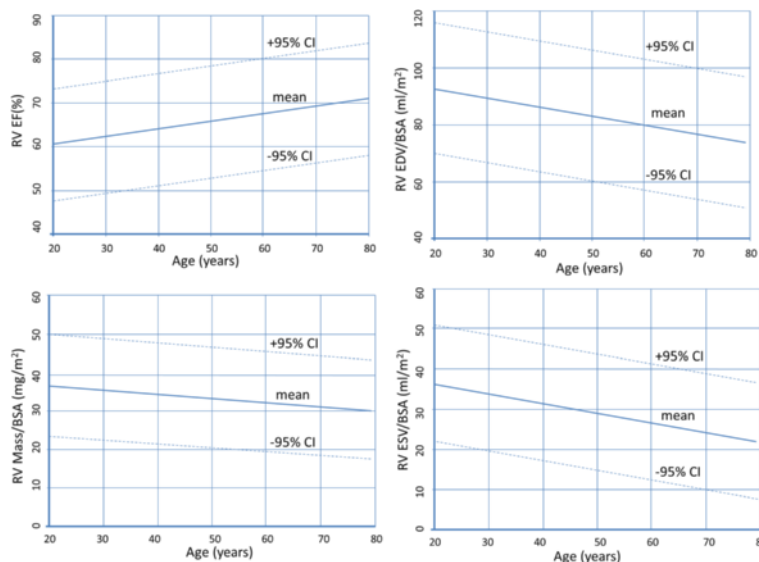 RV EF(%)
90
80
70
60
50
40
+95% CI
mean
-95% CI
20 30 40 50 60 70 80
Age (years)
RV EDV/BSA (ml/m²)
120
100
80
60
40
+95% CI
mean
-95% CI
20 30 40 50 60 70 80
Age (years)
RV Mass/BSA (mg/m²)
60
50
40
30
20
10
0
+95% CI
mean
-95% CI
20 30 40 50 60 70 80
Age (years)
RV ESV/BSA (ml/m²)
60
50
40
30
20
10
0
+95% CI
mean
-95% CI
20 30 40 50 60 70 80
Age (years)